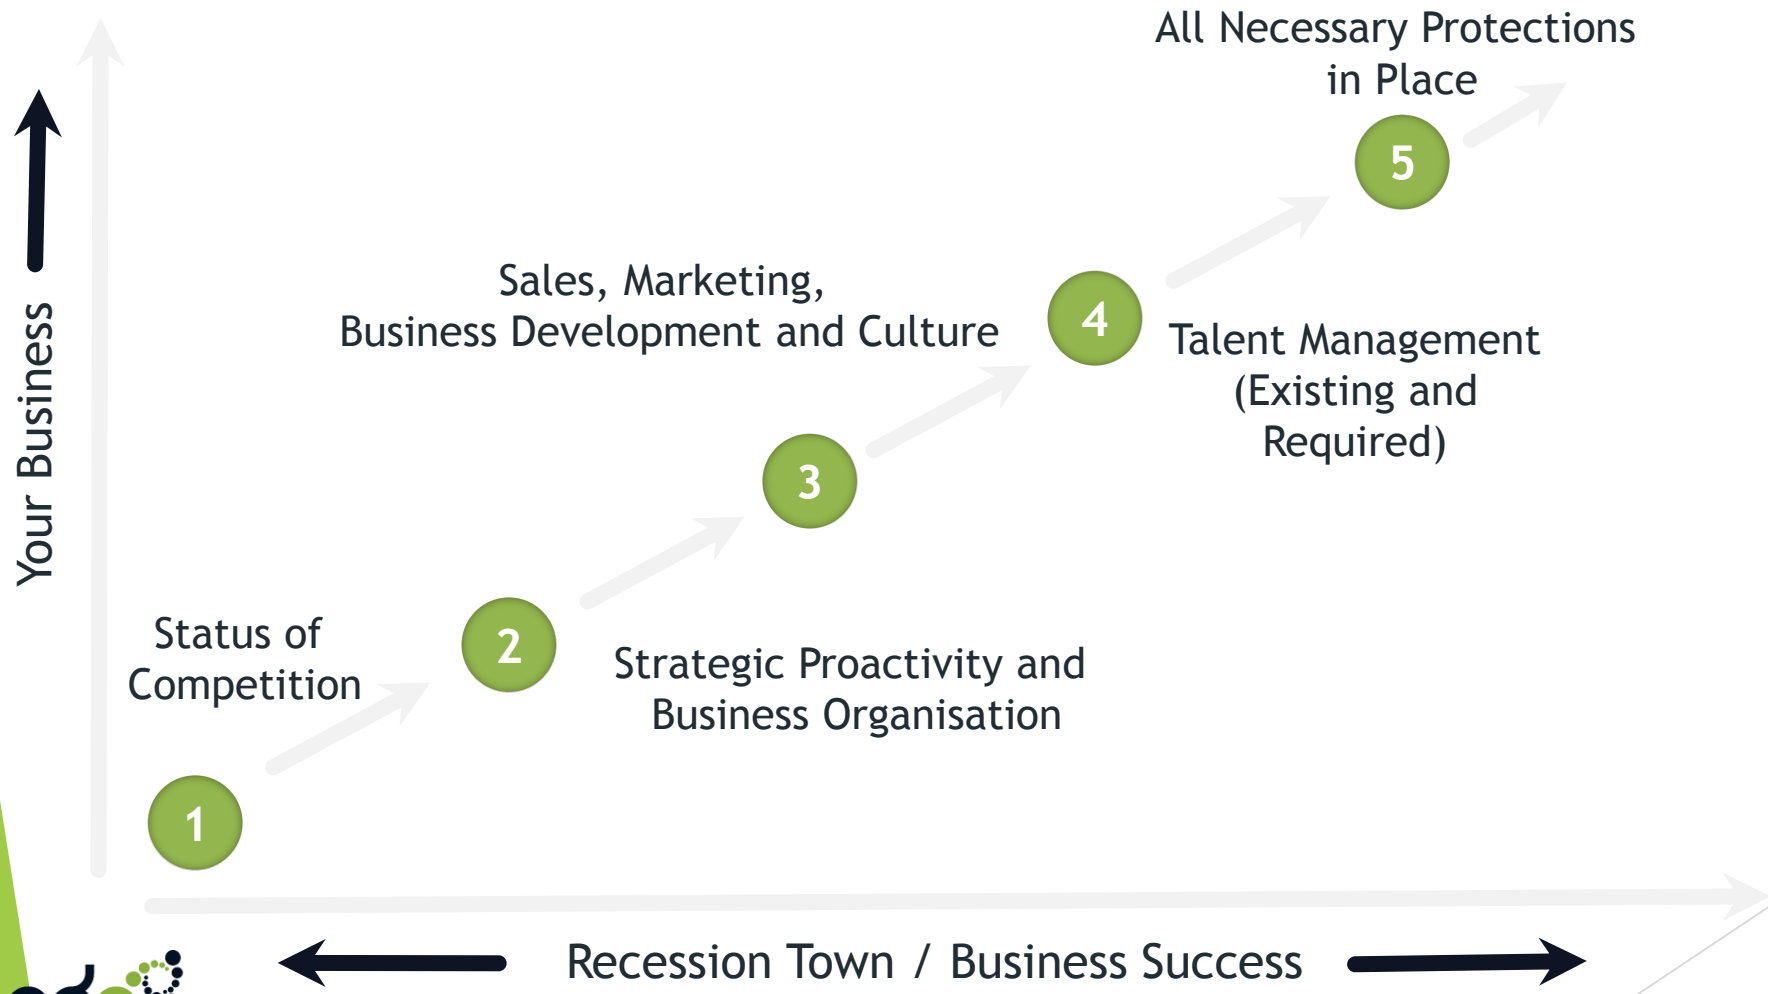 All Necessary Protections
in Place
5
Sales, Marketing,
Business Development and Culture
4
Talent Management
(Existing and
Required)
3
Your Business
Status of
Competition
2
Strategic Proactivity and
Business Organisation
1
Recession Town / Business Success